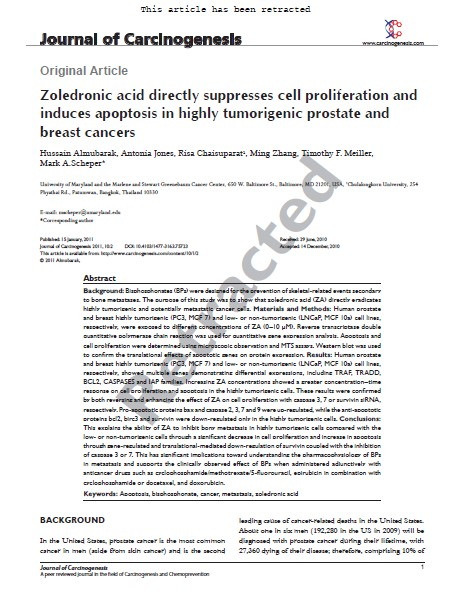 This article has been retracted
Journal of Carcinogenesis
www.carcinogenesis.com
Original Article
Zoledronic acid directly suppresses cell proliferation and
induces apoptosis in highly tumorigenic prostate and
breast cancers
Hussain Almubarak, Antonia Jones, Risa Chaisuparat¹, Ming Zhang, Timothy F. Meiller,
Mark A.Scheper*
University of Maryland and the Marlene and Stewart Greenebaum Cancer Center, 650 W. Baltimore St., Baltimore, MD 21201, USA, ¹Chulalongkorn University, 254
Phyathai Rd., Patumwan, Bangkok, Thailand 10330
E-mail: mscheper@umaryland.edu
*Corresponding author
Published: 15 January, 2011
Received: 29 June, 2010
Journal of Carcinogenesis 2011, 10:2
DOI: 10.4103/1477-3163.75723
Accepted: 14 December, 2010
This article is available from: http://www.carcinogenesis.com/content/10/1/2
© 2011 Almubarak,
Retracted
Abstract
Background: Bisphosphonates (BPs) were designed for the prevention of skeletal-related events secondary
to bone metastases. The purpose of this study was to show that zoledronic acid (ZA) directly eradicates
highly tumorigenic and potentially metastatic cancer cells. Materials and Methods: Human prostate
and breast highly tumorigenic (PC3, MCF 7) and low- or non-tumorigenic (LNCaP, MCF 10a) cell lines,
respectively, were exposed to different concentrations of ZA (0–10 µM). Reverse transcriptase double
quantitative polymerase chain reaction was used for quantitative gene expression analysis. Apoptosis and
cell proliferation were determined using microscopic observation and MTS assays. Western blot was used
to confirm the translational effects of apoptotic genes on protein expression. Results: Human prostate
and breast highly tumorigenic (PC3, MCF 7) and low- or non-tumorigenic (LNCaP, MCF 10a) cell lines,
respectively, showed multiple genes demonstrating differential expressions, including TRAF, TRADD,
BCL2, CASPASES and IAP families. Increasing ZA concentrations showed a greater concentration–time
response on cell proliferation and apoptosis in the highly tumorigenic cells. These results were confirmed
by both reversing and enhancing the effect of ZA on cell proliferation with caspase 3, 7 or survivin siRNA,
respectively. Pro-apoptotic proteins bax and caspase 2, 3, 7 and 9 were up-regulated, while the anti-apoptotic
proteins bcl2, birc3 and survivin were down-regulated only in the highly tumorigenic cells. Conclusions:
This explains the ability of ZA to inhibit bone metastasis in highly tumorigenic cells compared with the
low- or non-tumorigenic cells through a significant decrease in cell proliferation and increase in apoptosis
through gene-regulated and translational-mediated down-regulation of survivin coupled with the inhibition
of caspase 3 or 7. This has significant implications toward understanding the pharmacophysiology of BPs
in metastasis and supports the clinically observed effect of BPs when administered adjunctively with
anticancer drugs such as cyclophosphamide/methotrexate/5-fluorouracil, epirubicin in combination with
cyclophosphamide or docetaxel, and doxorubicin.
Keywords: Apoptosis, bisphosphonate, cancer, metastasis, zoledronic acid
BACKGROUND
In the United States, prostate cancer is the most common
cancer in men (aside from skin cancer) and is the second
leading cause of cancer-related deaths in the United States.
About one in six men (192,280 in the US in 2009) will be
diagnosed with prostate cancer during their lifetime, with
27,360 dying of their disease; therefore, comprising 10% of
Journal of Carcinogenesis
A peer reviewed journal in the field of Carcinogenesis and Chemoprevention
1